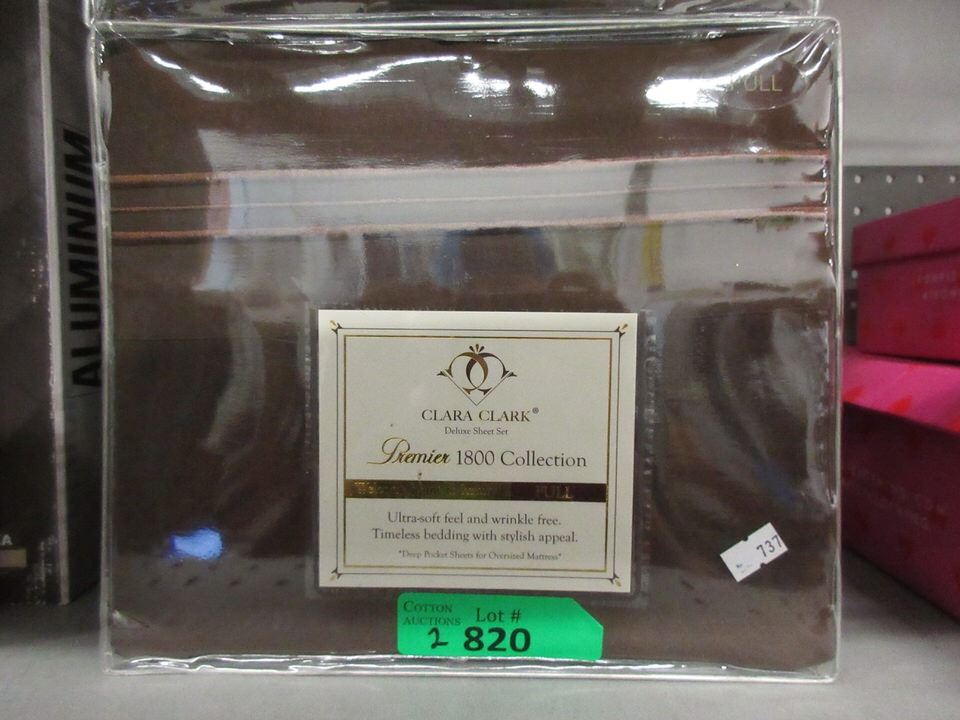 FULL
ALUMINUM
CLARA CLARK®
Deluxe Sheet Set
Premier 1800 Collection
FULL
Ultra-soft feel and wrinkle free.
Timeless bedding with stylish appeal.
*Deep Pocket Sheets for Oversized Mattress*
737
COTTON
AUCTIONS
Lot #
2 820